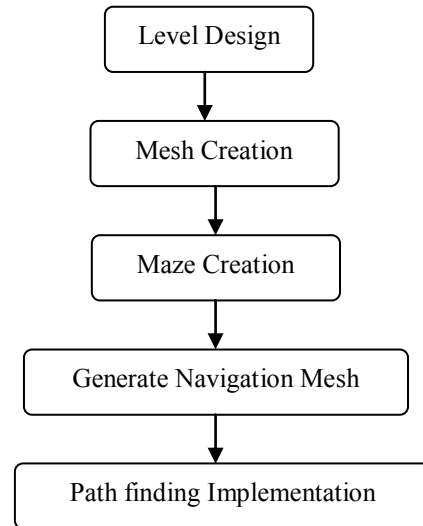 Level Design
Mesh Creation
Maze Creation
Generate Navigation Mesh
Path finding Implementation